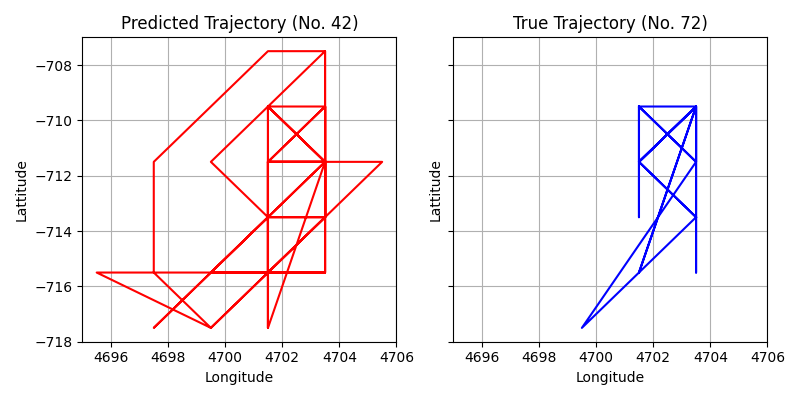 Predicted Trajectory (No. 42)
True Trajectory (No. 72)
−708
−710
−712
−714
−716
−718
Lattitude
Lattitude
4696 4698 4700 4702 4704 4706
4696 4698 4700 4702 4704 4706
Longitude
Longitude